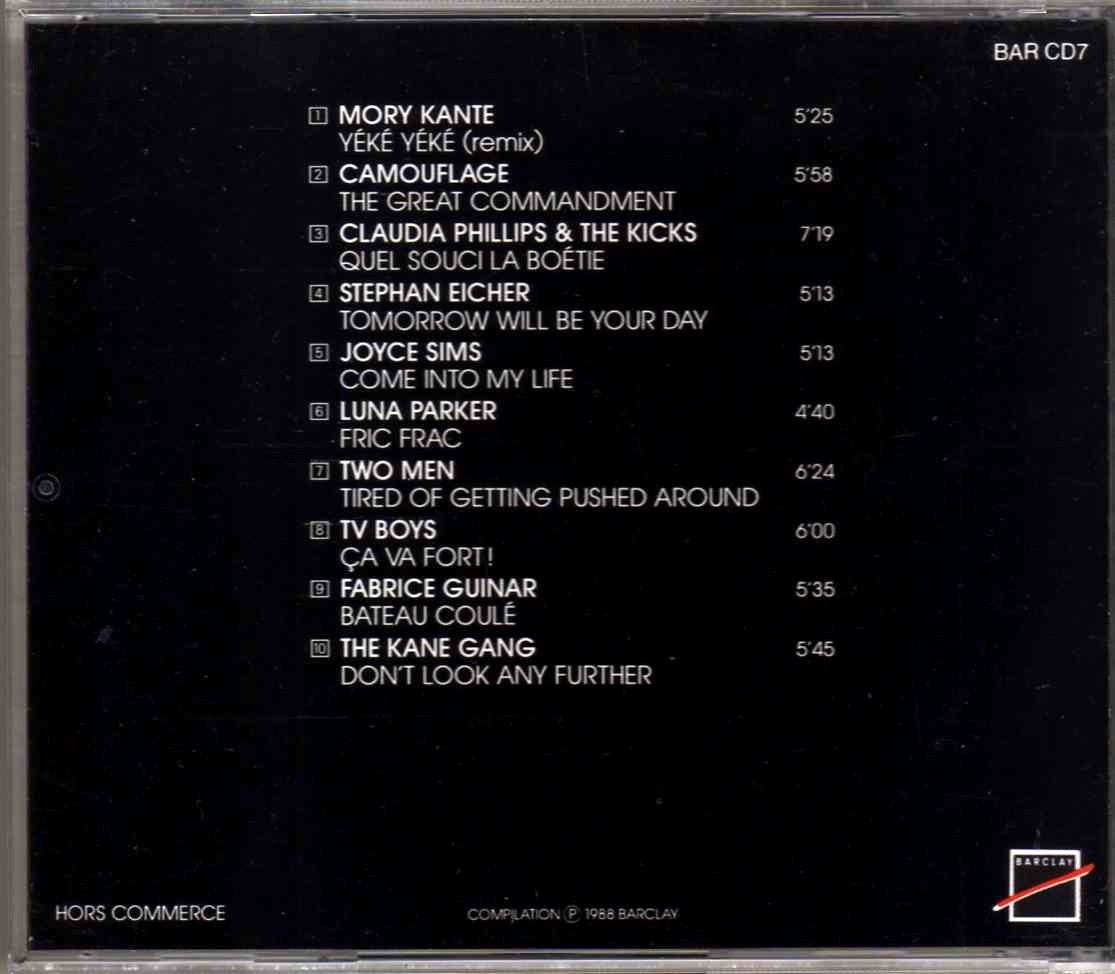 BAR CD7
1 MORY KANTE 5'25
YÉKÉ YÉKÉ (remix)
2 CAMOUFLAGE 5'58
THE GREAT COMMANDMENT
3 CLAUDIA PHILLIPS & THE KICKS 7'19
QUEL SOUCI LA BOÉTIE
4 STEPHAN EICHER 5'13
TOMORROW WILL BE YOUR DAY
5 JOYCE SIMS 5'13
COME INTO MY LIFE
6 LUNA PARKER 4'40
FRIC FRAC
7 TWO MEN 6'24
TIRED OF GETTING PUSHED AROUND
8 TV BOYS 6'00
ÇA VA FORT!
9 FABRICE GUINAR 5'35
BATEAU COULÉ
10 THE KANE GANG 5'45
DON'T LOOK ANY FURTHER
BARCLAY
HORS COMMERCE
COMPILATION ℗ 1988 BARCLAY